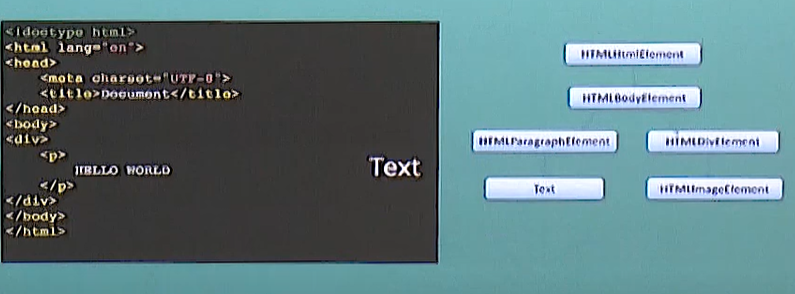 <!doctype html>
<html lang="en">
<head>
<meta charset="UTF-8">
<title>Document</title>
</head>
<body>
<div>
<p>
HELLO WORLD
</p>
</div>
</body>
</html>
Text
HTMLHtmlElement
HTMLBodyElement
HTMLParagraphElement
HTMLDivElement
Text
HTMLImageElement